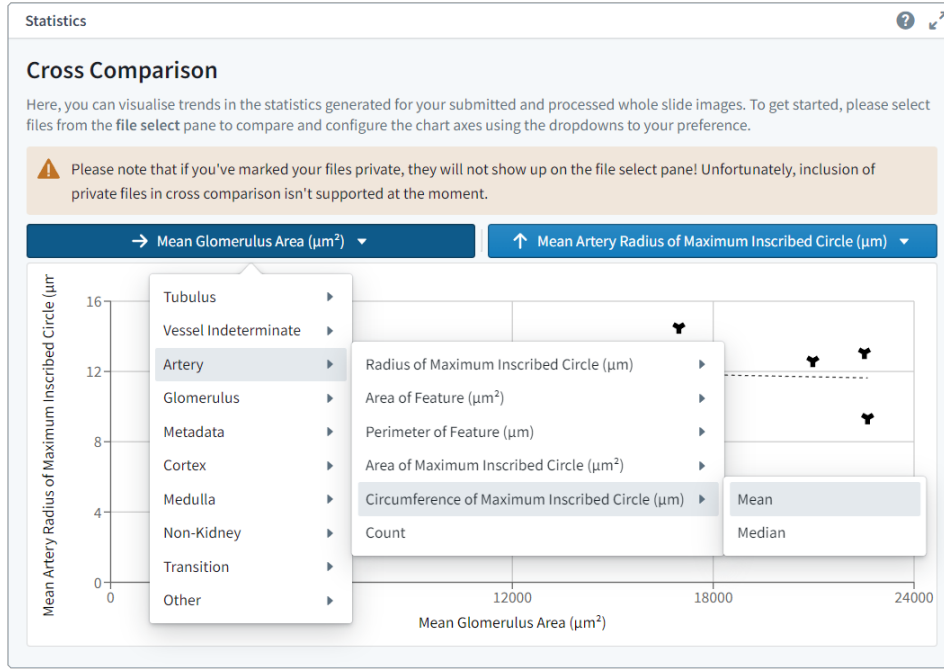 Statistics
Cross Comparison
Here, you can visualise trends in the statistics generated for your submitted and processed whole slide images. To get started, please select
files from the file select pane to compare and configure the chart axes using the dropdowns to your preference.
Please note that if you've marked your files private, they will not show up on the file select pane! Unfortunately, inclusion of
private files in cross comparison isn't supported at the moment.
Mean Glomerulus Area (µm²)
Mean Artery Radius of Maximum Inscribed Circle (µm)
Mean Artery Radius of Maximum Inscribed Circle (µm
16
12
8
4
0
0
12000
18000
24000
Mean Glomerulus Area (µm²)
Tubulus
Vessel Indeterminate
Artery
Glomerulus
Metadata
Cortex
Medulla
Non-Kidney
Transition
Other
Radius of Maximum Inscribed Circle (µm)
Area of Feature (µm²)
Perimeter of Feature (µm)
Area of Maximum Inscribed Circle (µm²)
Circumference of Maximum Inscribed Circle (µm)
Count
Mean
Median